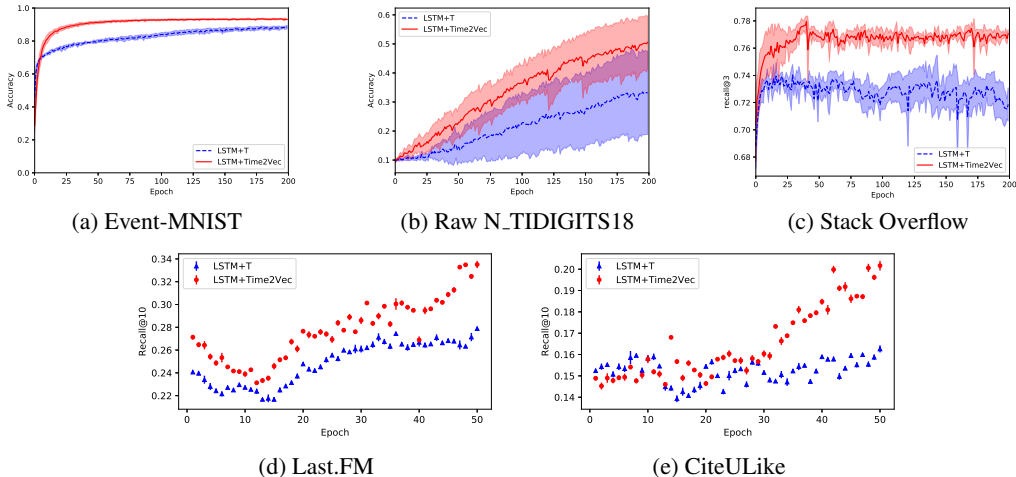 1.0
0.8
0.6
0.4
0.2
0.0
Accuracy
0 25 50 75 100 125 150 175 200
Epoch
LSTM+T
LSTM+Time2Vec
(a) Event-MNIST
0.6
0.5
0.4
0.3
0.2
0.1
Accuracy
0 25 50 75 100 125 150 175 200
Epoch
LSTM+T
LSTM+Time2Vec
(b) Raw N_TIDIGITS18
0.78
0.76
0.74
0.72
0.70
0.68
recall@3
0 25 50 75 100 125 150 175 200
Epoch
LSTM+T
LSTM+Time2Vec
(c) Stack Overflow
0.34
0.32
0.30
0.28
0.26
0.24
0.22
Recall@10
0 10 20 30 40 50
Epoch
LSTM+T
LSTM+Time2Vec
(d) Last.FM
0.20
0.19
0.18
0.17
0.16
0.15
0.14
Recall@10
0 10 20 30 40 50
Epoch
LSTM+T
LSTM+Time2Vec
(e) CiteULike